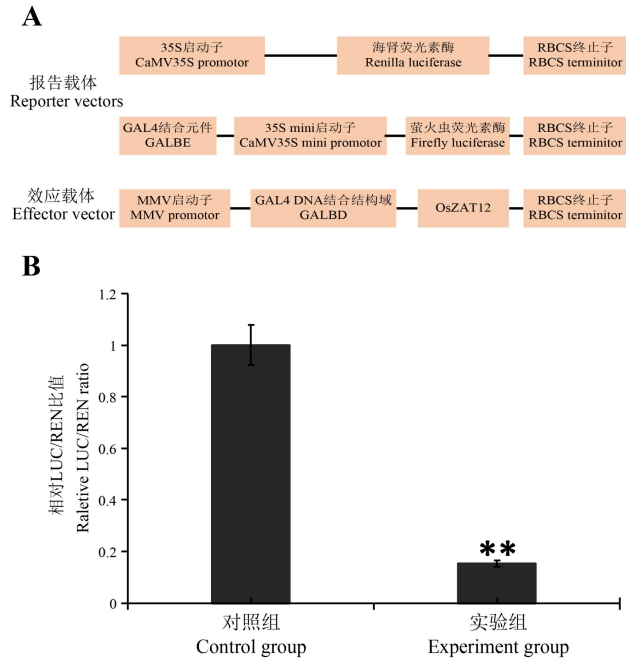 A
报告载体
Reporter vectors
35S启动子
CaMV35S promotor
海肾荧光素酶
Renilla luciferase
RBCS终止子
RBCS terminitor
GAL4结合元件
GALBE
35S mini启动子
CaMV35S mini promotor
萤火虫荧光素酶
Firefly luciferase
RBCS终止子
RBCS terminitor
效应载体
Effector vector
MMV启动子
MMV promotor
GAL4 DNA结合结构域
GALBD
OsZAT12
RBCS终止子
RBCS terminitor
B
相对LUC/REN比值
Raletive LUC/REN ratio
1.2
1
0.8
0.6
0.4
0.2
0
**
对照组
Control group
实验组
Experiment group